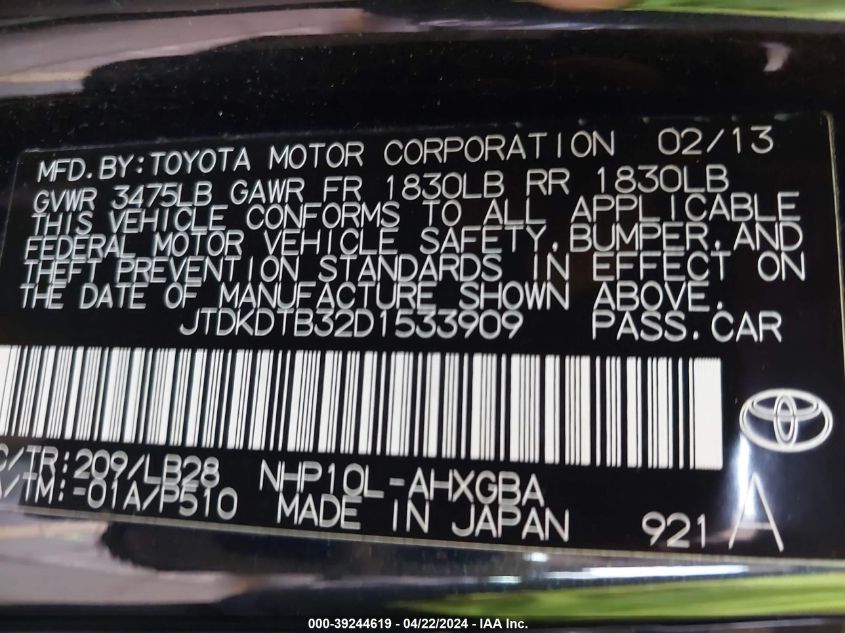 MFD.BY:TOYOTA MOTOR CORPORATION 02/13
GVWR 3475LB GAWR FR 1830LB RR 1830LB
THIS VEHICLE CONFORMS TO ALL APPLICABLE
FEDERAL MOTOR VEHICLE SAFETY,BUMPER,AND
THEFT PREVENTION STANDARDS IN EFFECT ON
THE DATE OF MANUFACTURE SHOWN ABOVE.
JTDKDTB32D1533909 PASS.CAR
C/TR:209/LB28 NHP10L-AHXGBA
A/TM:-01A/P510 MADE IN JAPAN 921 A
000-39244619 / 04/22/2024 - IAA Inc.